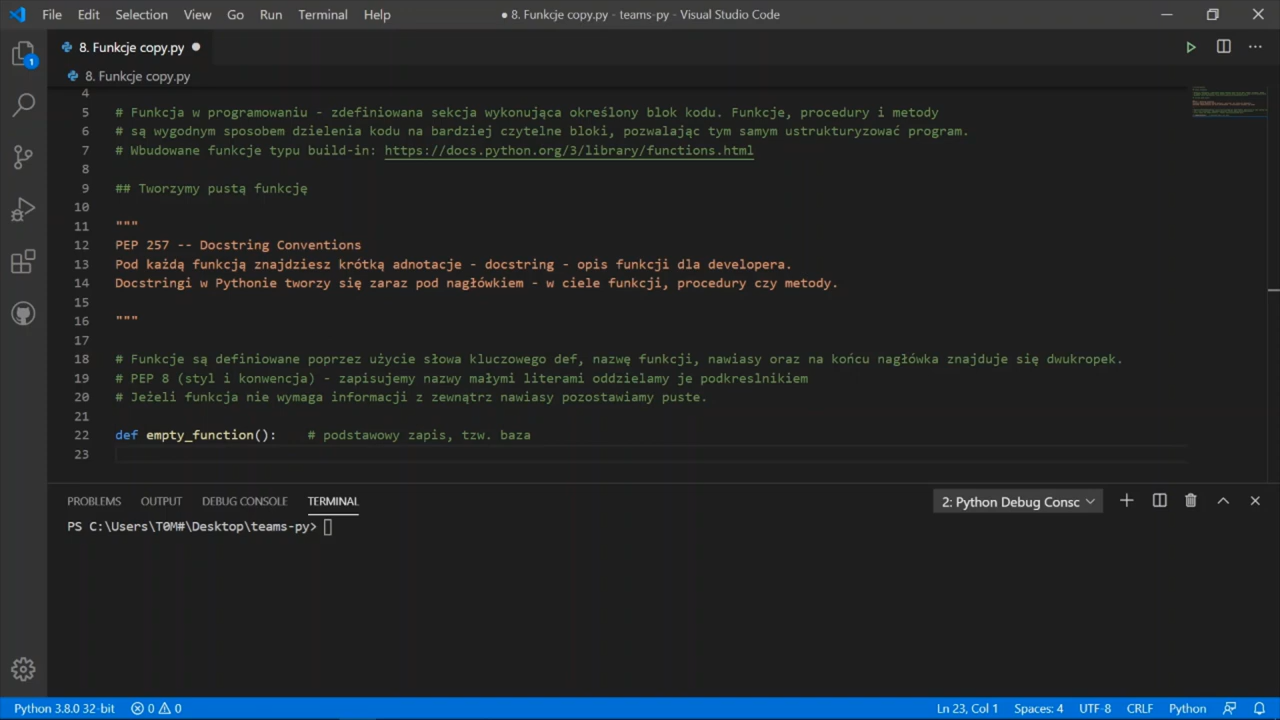 File Edit Selection View Go Run Terminal Help
● 8. Funkcje copy.py - teams-py - Visual Studio Code
8. Funkcje copy.py ●
8. Funkcje copy.py
1
4
5 # Funkcja w programowaniu - zdefiniowana sekcja wykonująca określony blok kodu. Funkcje, procedury i metody
6 # są wygodnym sposobem dzielenia kodu na bardziej czytelne bloki, pozwalając tym samym ustrukturyzować program.
7 # Wbudowane funkcje typu build-in: https://docs.python.org/3/library/functions.html
8
9 ## Tworzymy pustą funkcję
10
11 """
12 PEP 257 -- Docstring Conventions
13 Pod każdą funkcją znajdziesz krótką adnotacje - docstring - opis funkcji dla developera.
14 Docstringi w Pythonie tworzy się zaraz pod nagłówkiem - w ciele funkcji, procedury czy metody.
15
16 """
17
18 # Funkcje są definiowane poprzez użycie słowa kluczowego def, nazwę funkcji, nawiasy oraz na końcu nagłówka znajduje się dwukropek.
19 # PEP 8 (styl i konwencja) - zapisujemy nazwy małymi literami oddzielamy je podkreslnikiem
20 # Jeżeli funkcja nie wymaga informacji z zewnątrz nawiasy pozostawiamy puste.
21
22 def empty_function():    # podstawowy zapis, tzw. baza
23
PROBLEMS OUTPUT DEBUG CONSOLE TERMINAL
2: Python Debug Consc
PS C:\Users\T0M#\Desktop\teams-py>
Python 3.8.0 32-bit 0 0
Ln 23, Col 1 Spaces: 4 UTF-8 CRLF Python